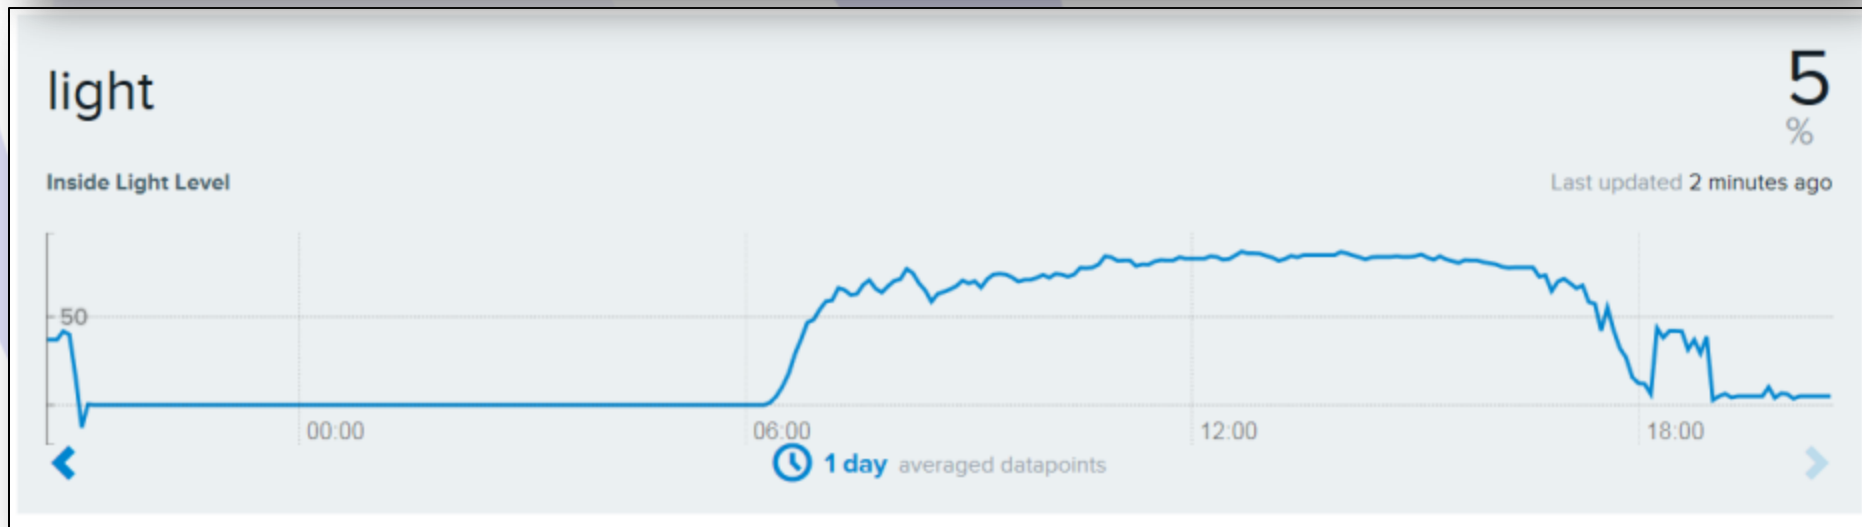 light
5
%
Inside Light Level
Last updated 2 minutes ago
50
00:00
06:00
12:00
18:00
1 day averaged datapoints